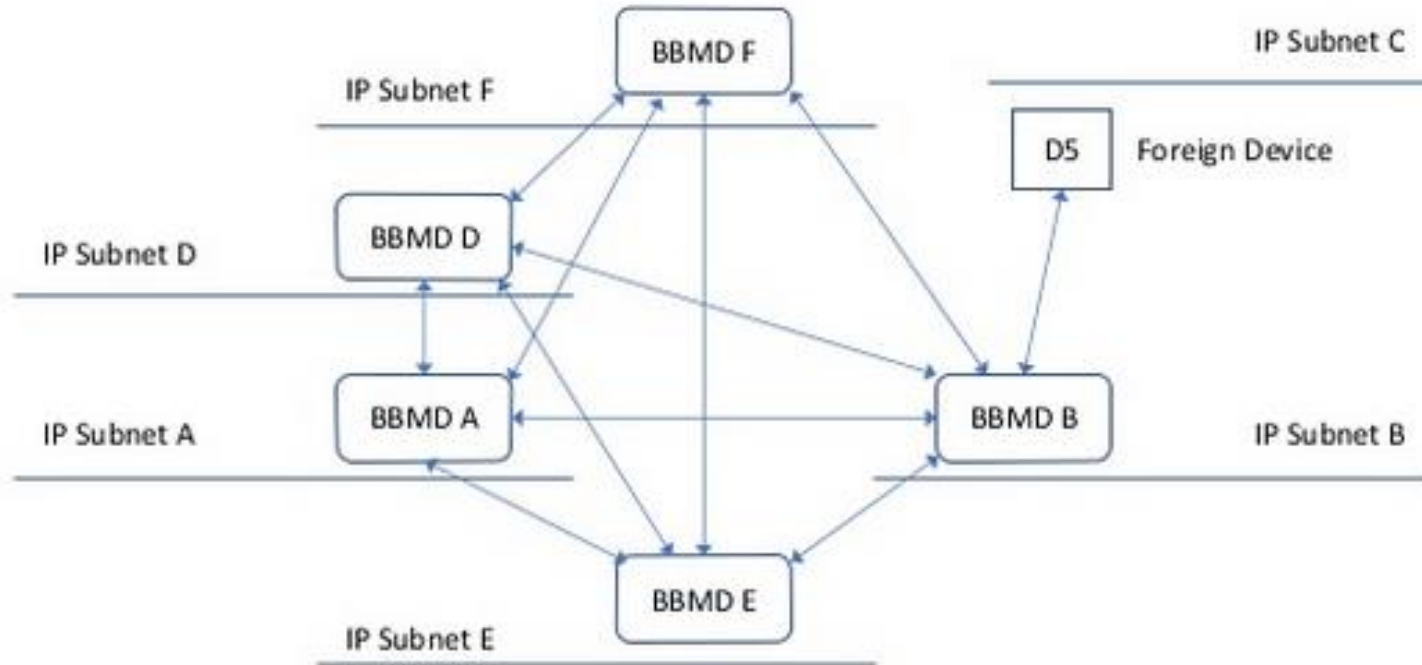 BBMD F
IP Subnet C
IP Subnet F
D5
Foreign Device
BBMD D
IP Subnet D
BBMD A
BBMD B
IP Subnet A
IP Subnet B
BBMD E
IP Subnet E